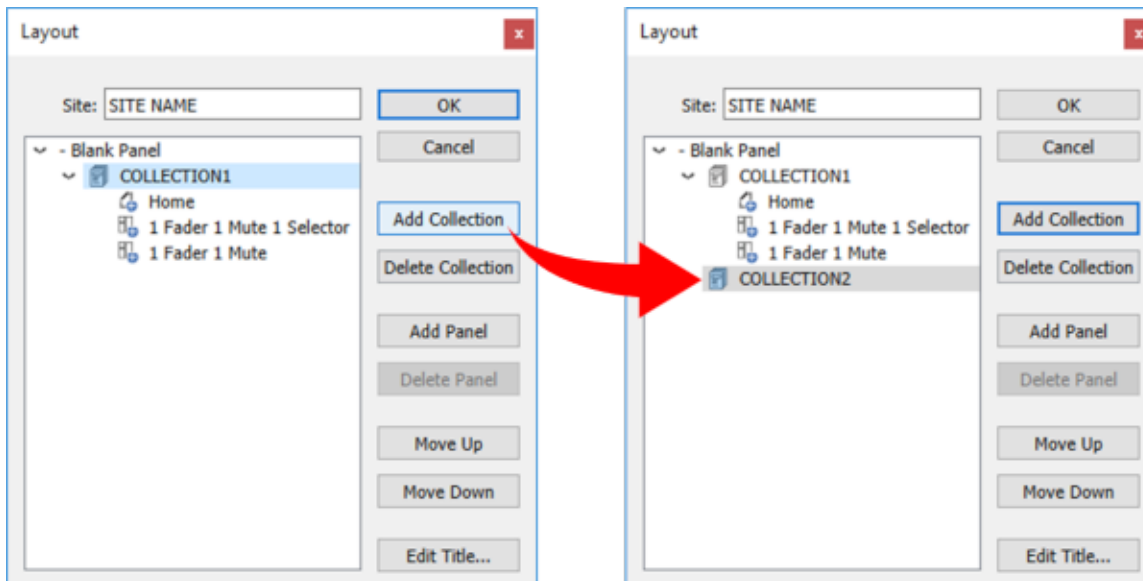 Layout
x
Site: SITE NAME
OK
Cancel
- Blank Panel
COLLECTION1
Home
1 Fader 1 Mute 1 Selector
1 Fader 1 Mute
Add Collection
Delete Collection
Add Panel
Delete Panel
Move Up
Move Down
Edit Title...
Layout
x
Site: SITE NAME
OK
Cancel
- Blank Panel
COLLECTION1
Home
1 Fader 1 Mute 1 Selector
1 Fader 1 Mute
COLLECTION2
Add Collection
Delete Collection
Add Panel
Delete Panel
Move Up
Move Down
Edit Title...